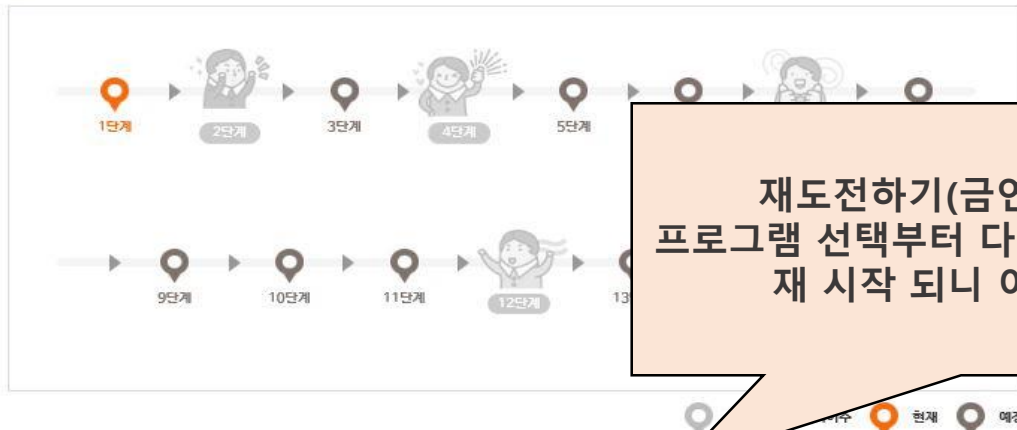 1단계
2단계
3단계
4단계
5단계
재도전하기(금연
프로그램 선택부터 다
재 시작 되니
9단계
10단계
11단계
12단계
13
현재